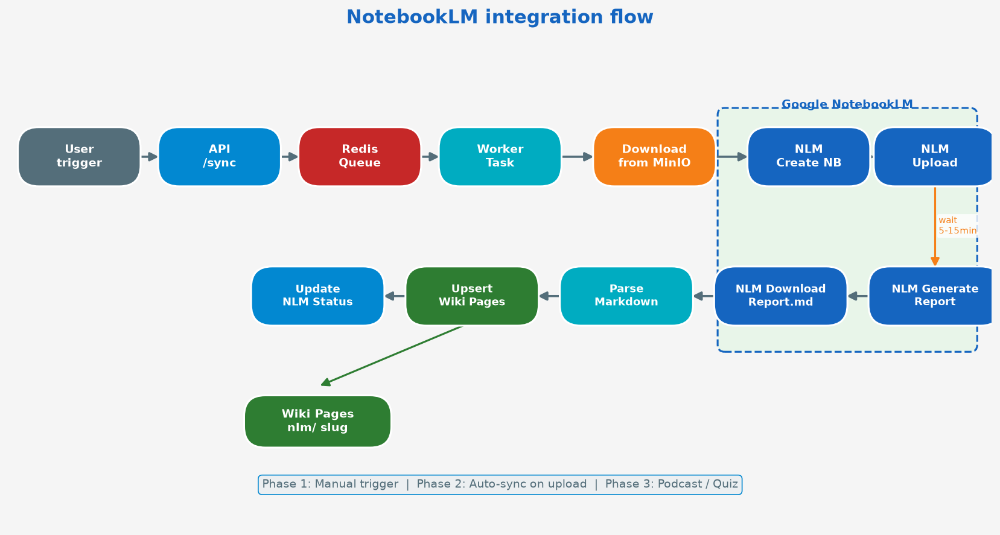 NotebookLM integration flow
Google NotebookLM
User
trigger
API
/sync
Redis
Queue
Worker
Task
Download
from MinIO
NLM
Create NB
NLM
Upload
wait
5-15min
Update
NLM Status
Upsert
Wiki Pages
Parse
Markdown
NLM Download
Report.md
NLM Generate
Report
Wiki Pages
nlm/ slug
Phase 1: Manual trigger | Phase 2: Auto-sync on upload | Phase 3: Podcast / Quiz